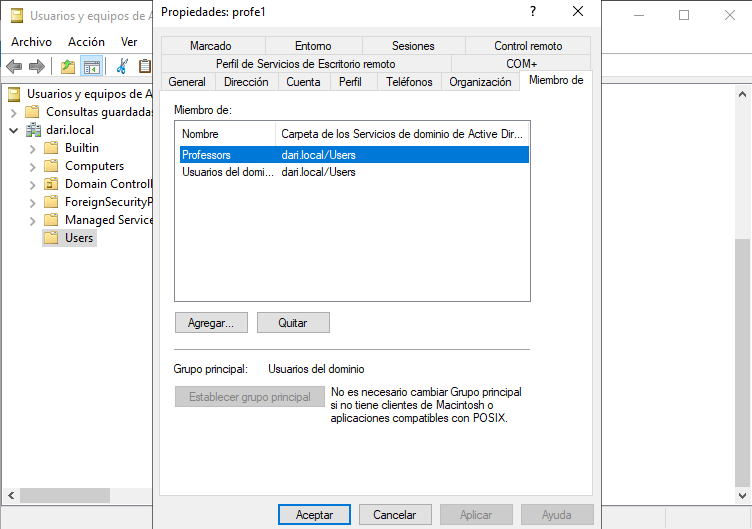 Usuarios y equipos de A
Propiedades: profe1
?
Archivo Acción Ver
Marcado Entorno Sesiones Control remoto
Perfil de Servicios de Escritorio remoto COM+
General Dirección Cuenta Perfil Teléfonos Organización Miembro de
Usuarios y equipos de A
Consultas guardadas
dari.local
Builtin
Computers
Domain Controll
ForeignSecurityP
Managed Service
Users
Miembro de:
Nombre Carpeta de los Servicios de dominio de Active Dir...
Professors dari.local/Users
Usuarios del domi... dari.local/Users
Agregar... Quitar
Grupo principal: Usuarios del dominio
Establecer grupo principal
No es necesario cambiar Grupo principal
si no tiene clientes de Macintosh o
aplicaciones compatibles con POSIX.
Aceptar Cancelar Aplicar Ayuda